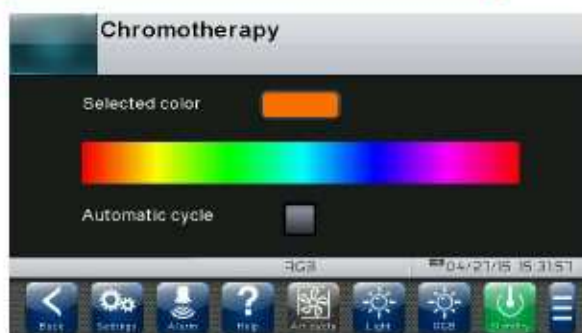 Chromotherapy
Selected color
Automatic cycle
RGB 04/27/15 15:31:57
Back Settings Alarm Help Air cycle Light RGB Standby